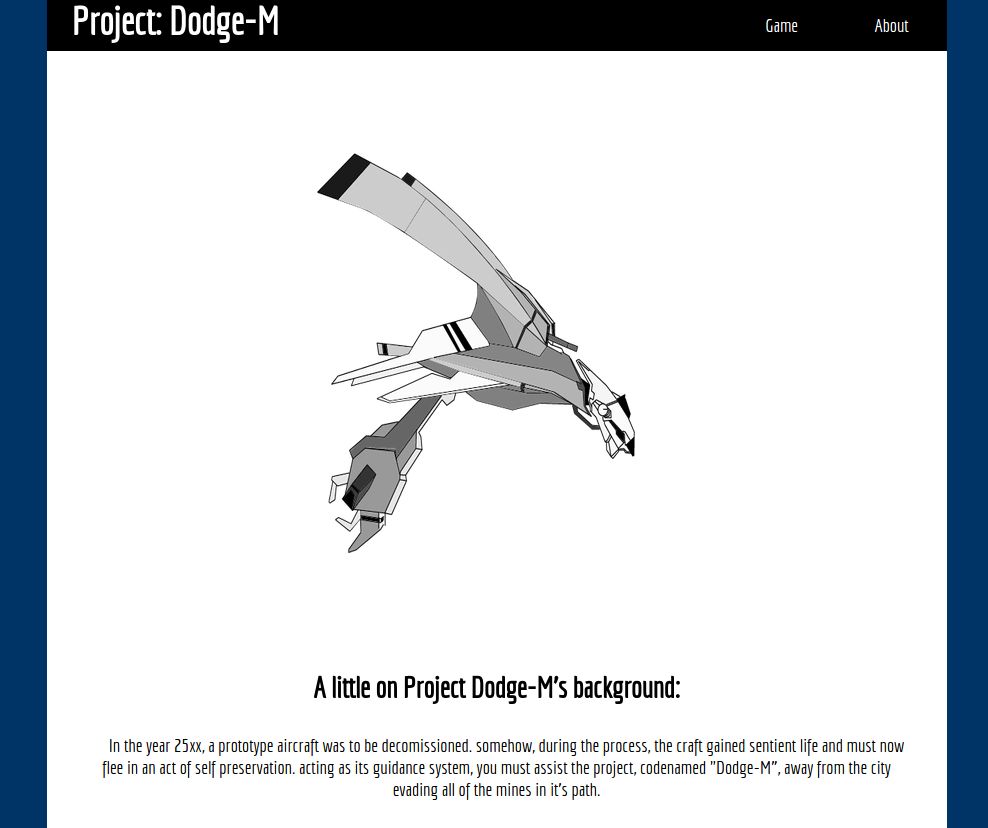 Project: Dodge-M
Game
About
A little on Project Dodge-M's background:
In the year 25xx, a prototype aircraft was to be decomissioned. somehow, during the process, the craft gained sentient life and must now
flee in an act of self preservation. acting as its guidance system, you must assist the project, codenamed "Dodge-M", away from the city
evading all of the mines in it's path.